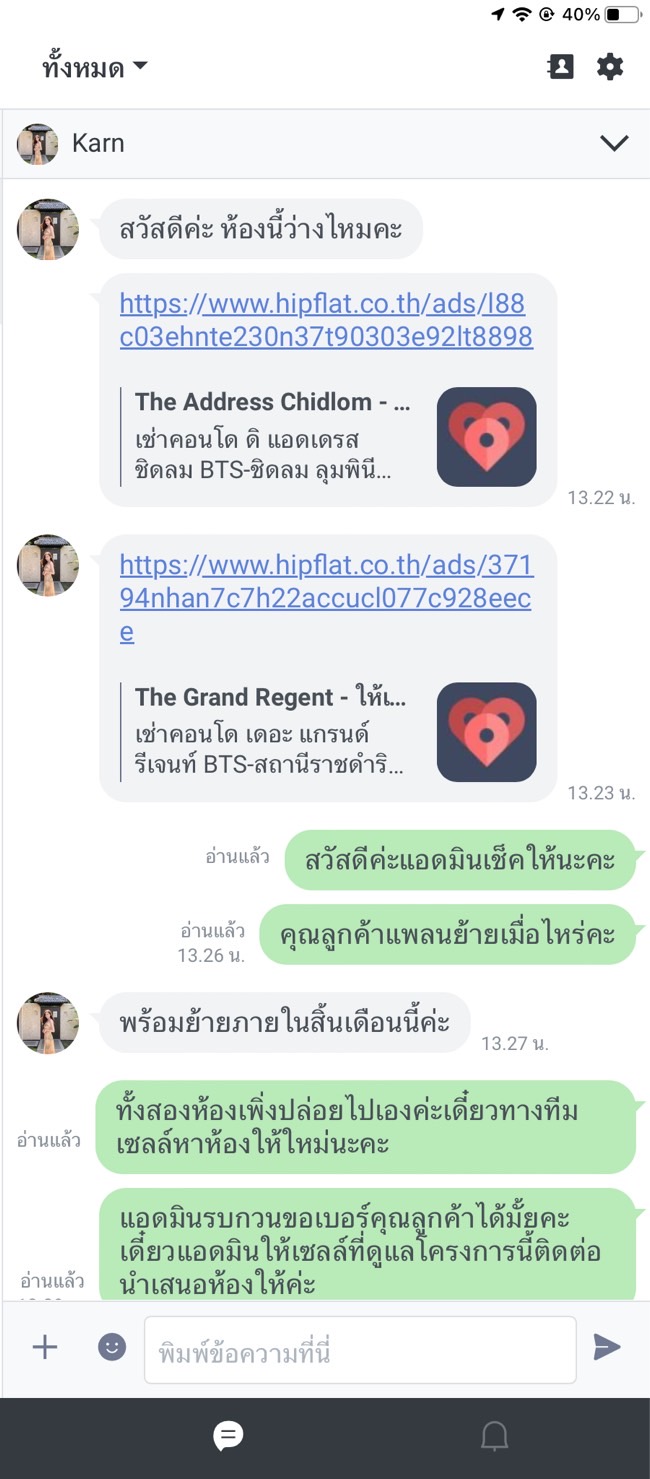 40%
ทั้งหมด
Karn
สวัสดีค่ะ ห้องนี้ว่างไหมคะ
https://www.hipflat.co.th/ads/l88
c03ehnte230n37t90303e92lt8898
The Address Chidlom - ...
เช่าคอนโด ดิ แอดเดรส
ชิดลม BTS-ชิดลม ลุมพินี...
13.22 น.
https://www.hipflat.co.th/ads/371
94nhan7c7h22accucl077c928eec
e
The Grand Regent - ให้เ...
เช่าคอนโด เดอะ แกรนด์
รีเจนท์ BTS-สถานีราชดำริ...
13.23 น.
อ่านแล้ว
สวัสดีค่ะแอดมินเช็คให้นะคะ
อ่านแล้ว
13.26 น.
คุณลูกค้าแพลนย้ายเมื่อไหร่คะ
พร้อมย้ายภายในสิ้นเดือนนี้ค่ะ
13.27 น.
อ่านแล้ว
ทั้งสองห้องเพิ่งปล่อยไปเองค่ะเดี๋ยวทางทีม
เซลล์หาห้องให้ใหม่นะคะ
แอดมินรบกวนขอเบอร์คุณลูกค้าได้มั้ยคะ
เดี๋ยวแอดมินให้เซลล์ที่ดูแลโครงการนี้ติดต่อ
นำเสนอห้องให้ค่ะ
อ่านแล้ว
พิมพ์ข้อความที่นี่